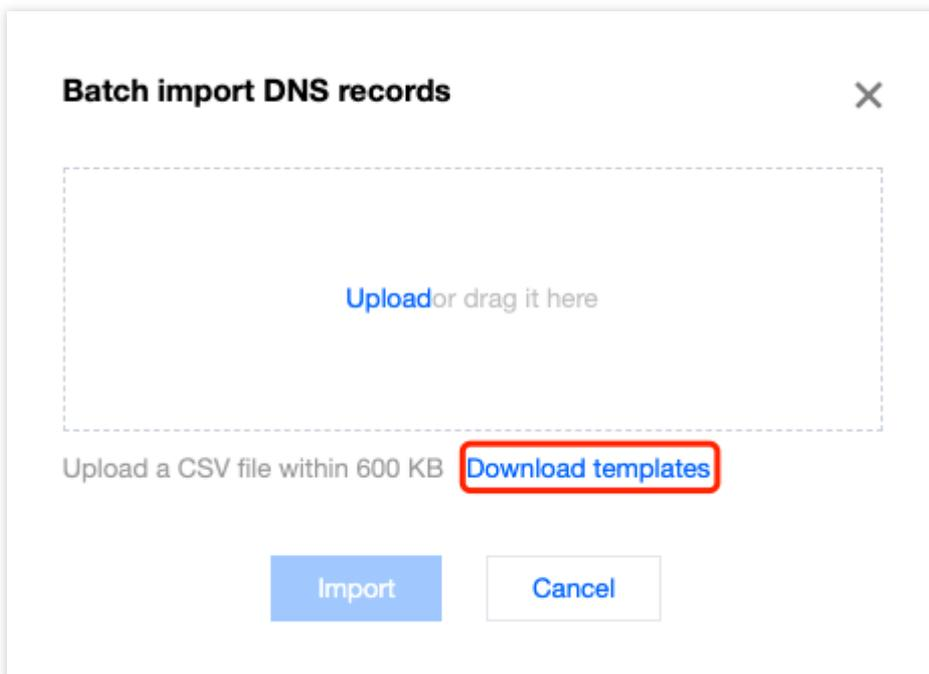 Batch import DNS records
Uploador drag it here
Upload a CSV file within 600 KB Download templates
Import Cancel